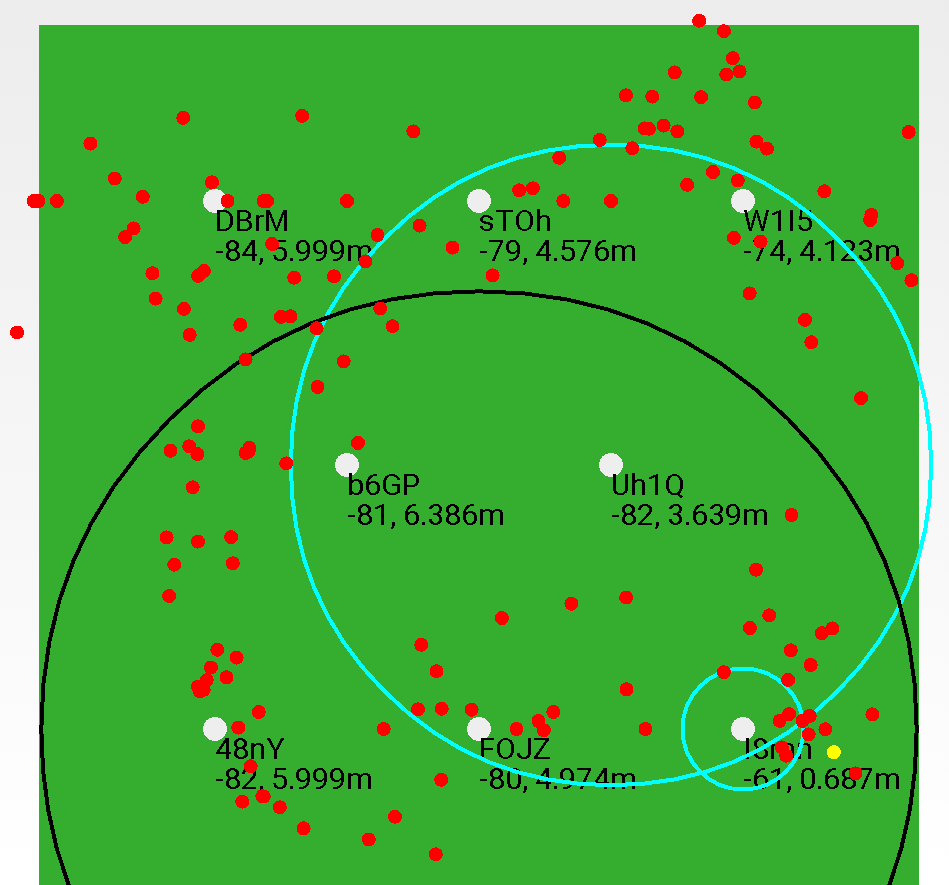 DBrM
-84, 5.999m
sTOh
-79, 4.576m
W1I5
-74, 4.123m
b6GP
-81, 6.386m
Uh1Q
-82, 3.639m
48nY
-82, 5.999m
FOJZ
-80, 4.974m
-61, 0.687m